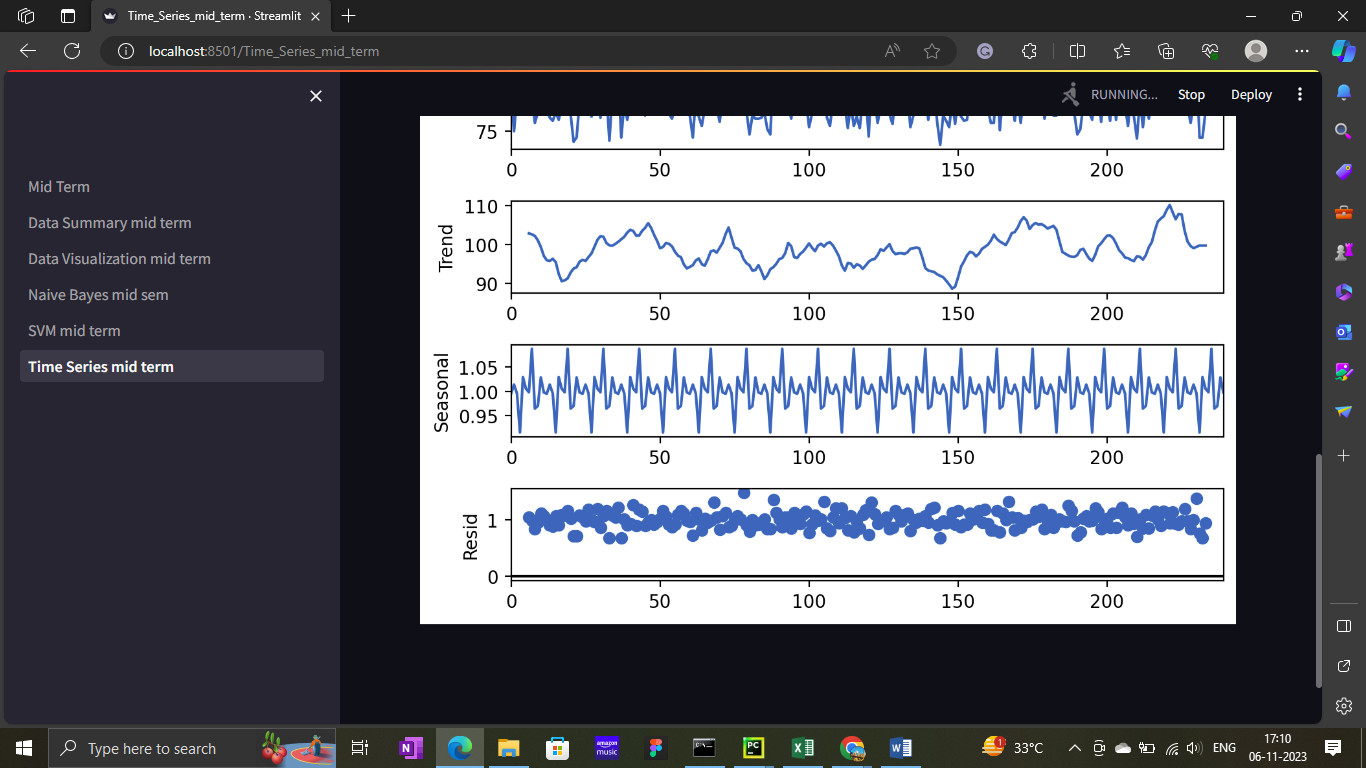 Time_Series_mid_term · Streamlit
localhost:8501/Time_Series_mid_term
RUNNING...
Stop
Deploy
Mid Term
Data Summary mid term
Data Visualization mid term
Naive Bayes mid sem
SVM mid term
Time Series mid term
75
0 50 100 150 200
Trend
110
100
90
0 50 100 150 200
Seasonal
1.05
1.00
0.95
0 50 100 150 200
Resid
1
0
0 50 100 150 200
Type here to search
amazon music
33°C
ENG
17:10
06-11-2023